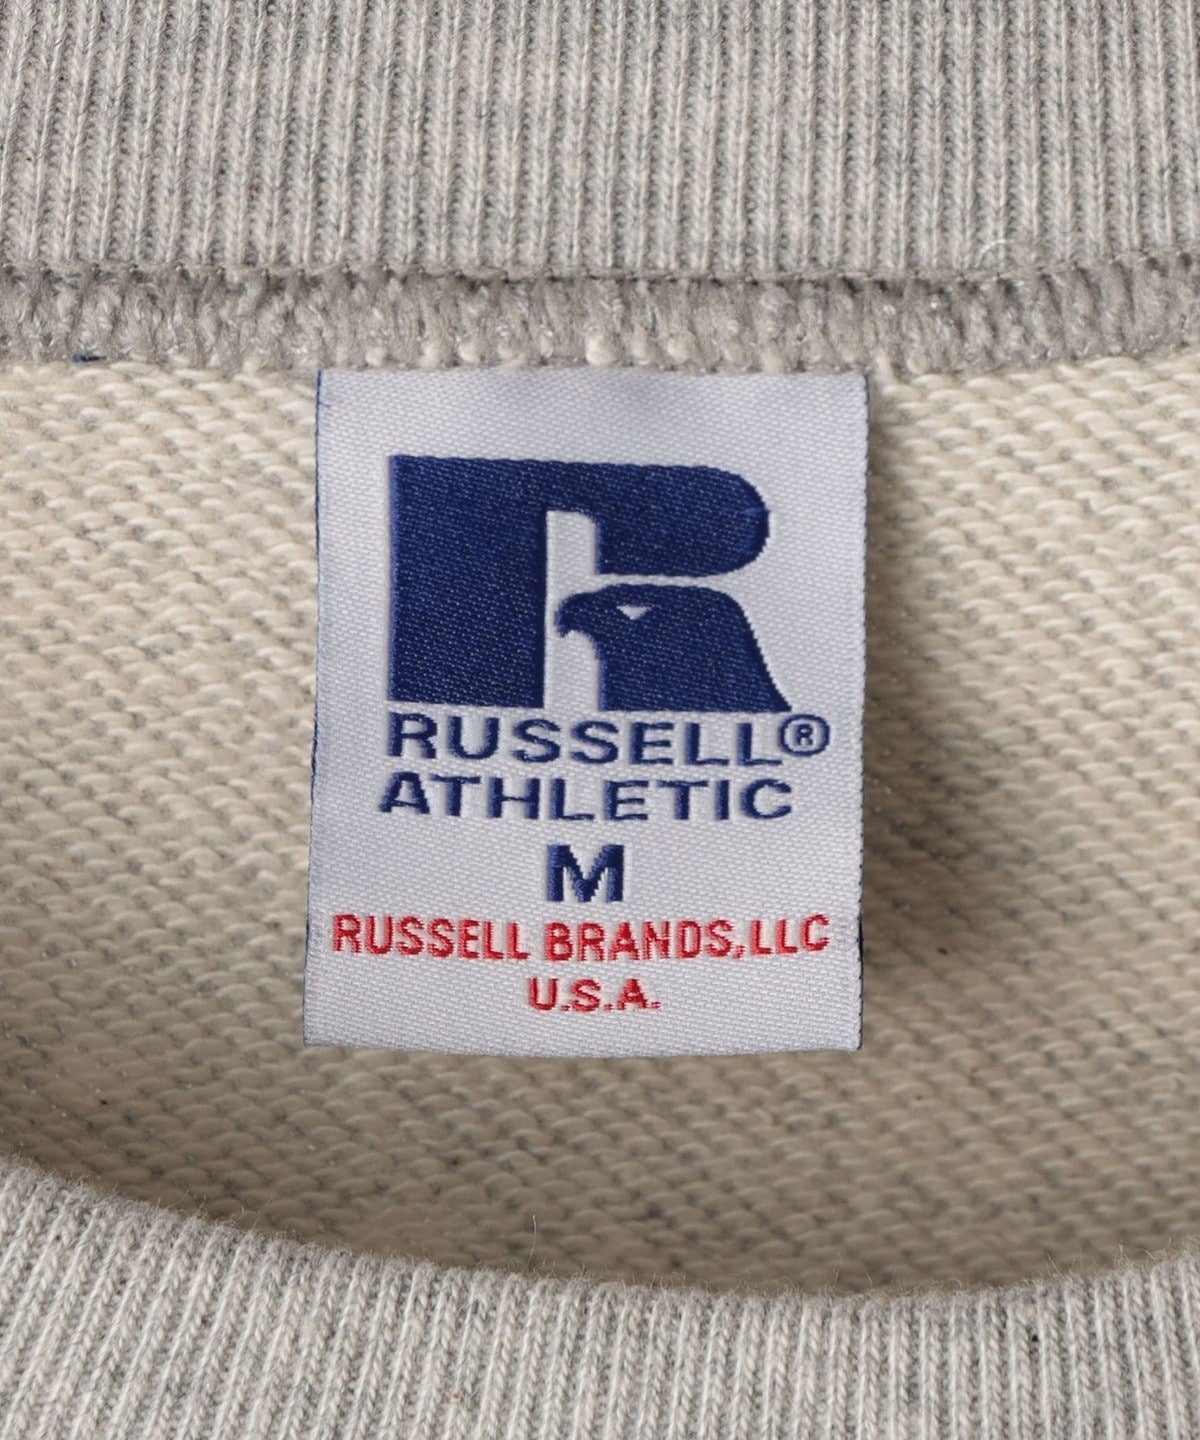 RUSSELL®
ATHLETIC
M
RUSSELL BRANDS,LLC
U.S.A.